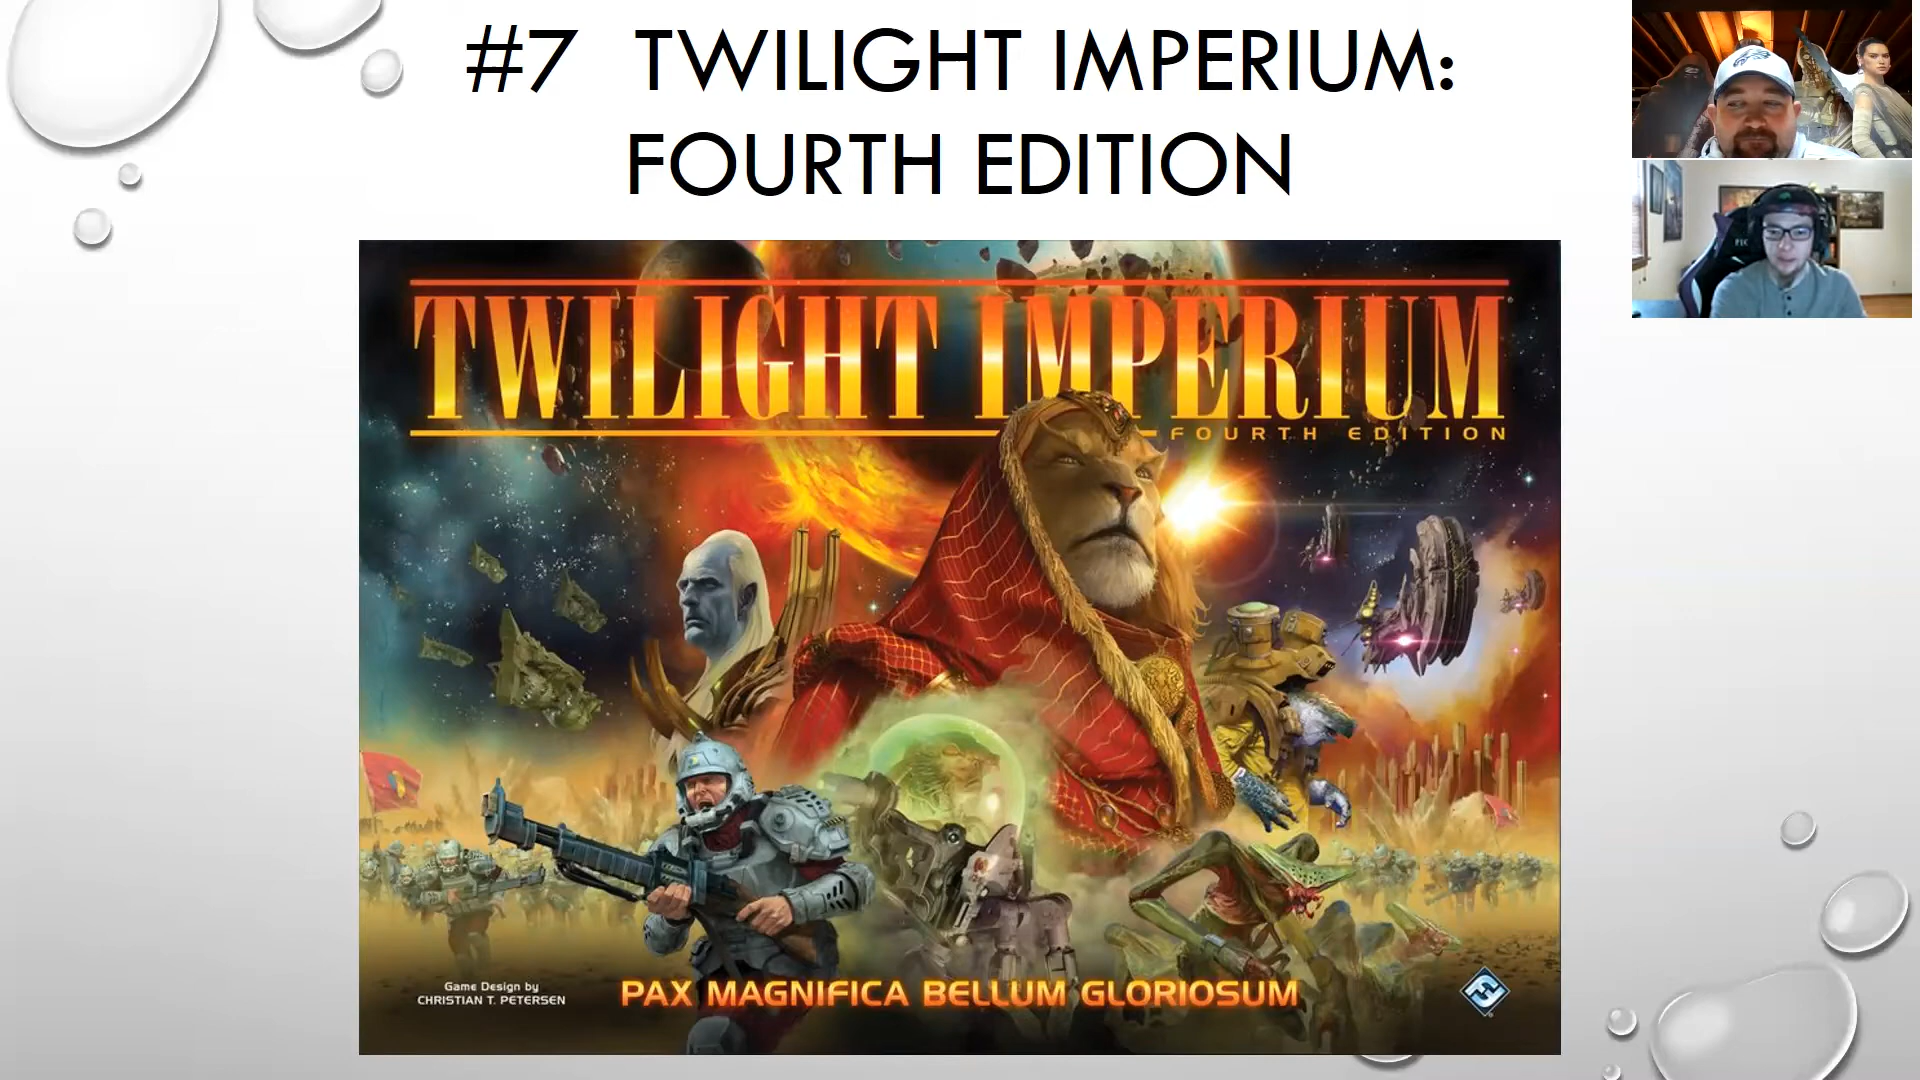 #7 TWILIGHT IMPERIUM:
FOURTH EDITION
TWILIGHT IMPERIUM
FOURTH EDITION
Game Design by
CHRISTIAN T. PETERSEN
PAX MAGNIFICA BELLUM GLORIOSUM